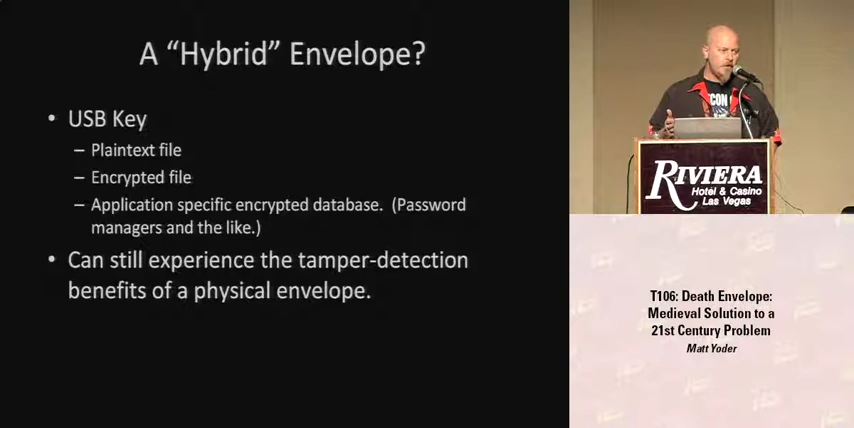 A “Hybrid” Envelope?
• USB Key
– Plaintext file
– Encrypted file
– Application specific encrypted database. (Password
managers and the like.)
• Can still experience the tamper-detection
benefits of a physical envelope.
CON
RIVIERA
Hotel & Casino
Las Vegas
T106: Death Envelope:
Medieval Solution to a
21st Century Problem
Matt Yoder